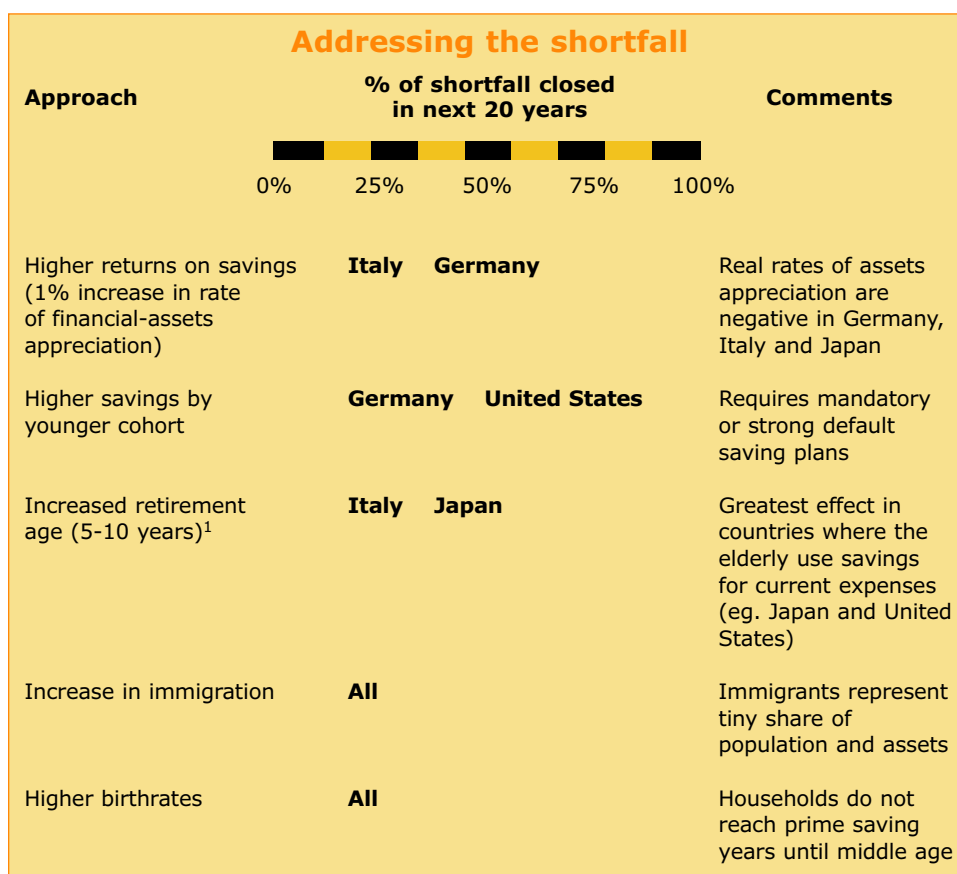 Addressing the shortfall
Approach
% of shortfall closed
in next 20 years
Comments
0% 25% 50% 75% 100%
Higher returns on savings
(1% increase in rate
of financial-assets
appreciation)
Italy Germany
Real rates of assets
appreciation are
negative in Germany,
Italy and Japan
Higher savings by
younger cohort
Germany United States
Requires mandatory
or strong default
saving plans
Increased retirement
age (5-10 years)¹
Italy Japan
Greatest effect in
countries where the
elderly use savings
for current expenses
(eg. Japan and United
States)
Increase in immigration
All
Immigrants represent
tiny share of
population and assets
Higher birthrates
All
Households do not
reach prime saving
years until middle age